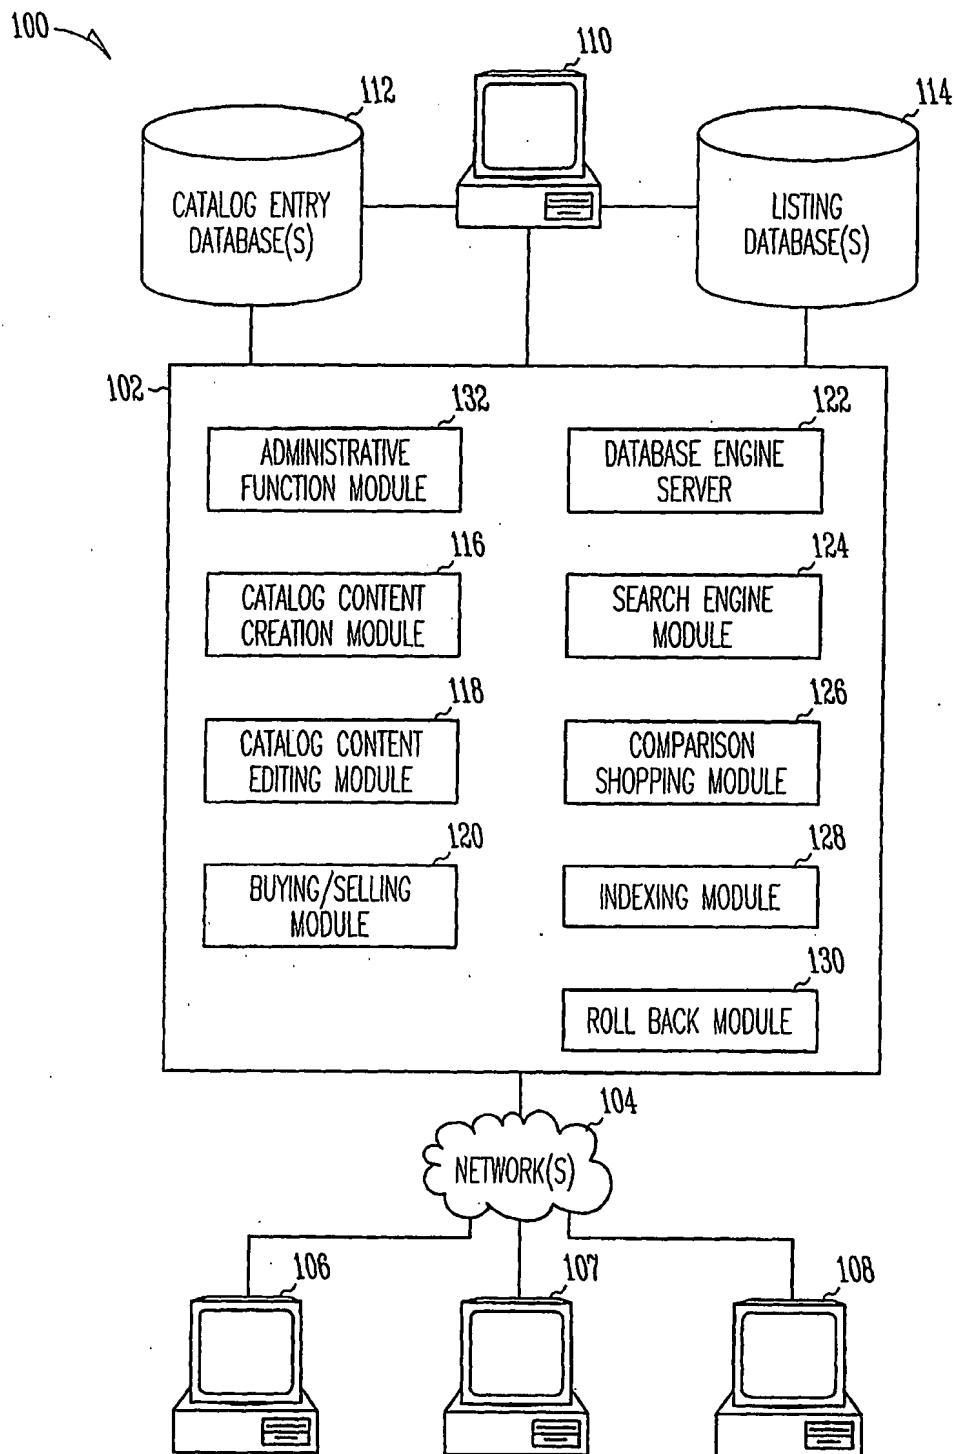 100
110
112
114
CATALOG ENTRY
DATABASE(S)
LISTING
DATABASE(S)
102
132
ADMINISTRATIVE
FUNCTION MODULE
122
DATABASE ENGINE
SERVER
116
CATALOG CONTENT
CREATION MODULE
124
SEARCH ENGINE
MODULE
118
CATALOG CONTENT
EDITING MODULE
126
COMPARISON
SHOPPING MODULE
120
BUYING/SELLING
MODULE
128
INDEXING MODULE
130
ROLL BACK MODULE
104
NETWORK(S)
106
107
108